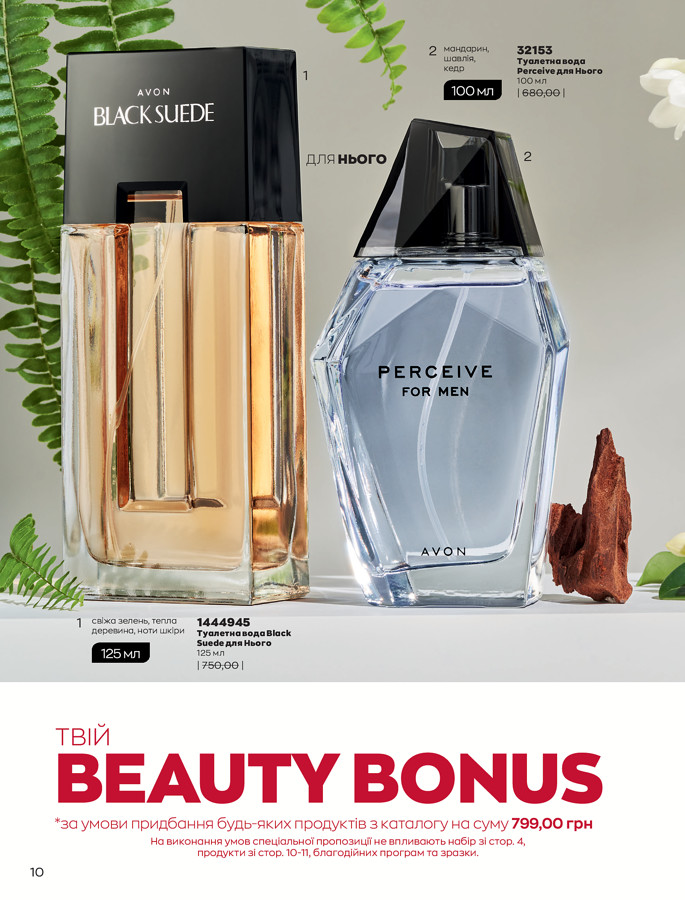 2 мандарин,
шавлія,
кедр
100 мл
32153
Туалетна вода
Perceive для Нього
100 мл
| 680,00 |
1
AVON
BLACK SUEDE
ДЛЯ НЬОГО
2
PERCEIVE
FOR MEN
AVON
1 свіжа зелень, тепла
деревина, ноти шкіри
125 мл
1444945
Туалетна вода Black
Suede для Нього
125 мл
| 750,00 |
ТВІЙ
BEAUTY BONUS
*за умови придбання будь-яких продуктів з каталогу на суму 799,00 грн
На виконання умов спеціальної пропозиції не впливають набір зі стор. 4,
продукти зі стор. 10-11, благодійних програм та зразки.
10